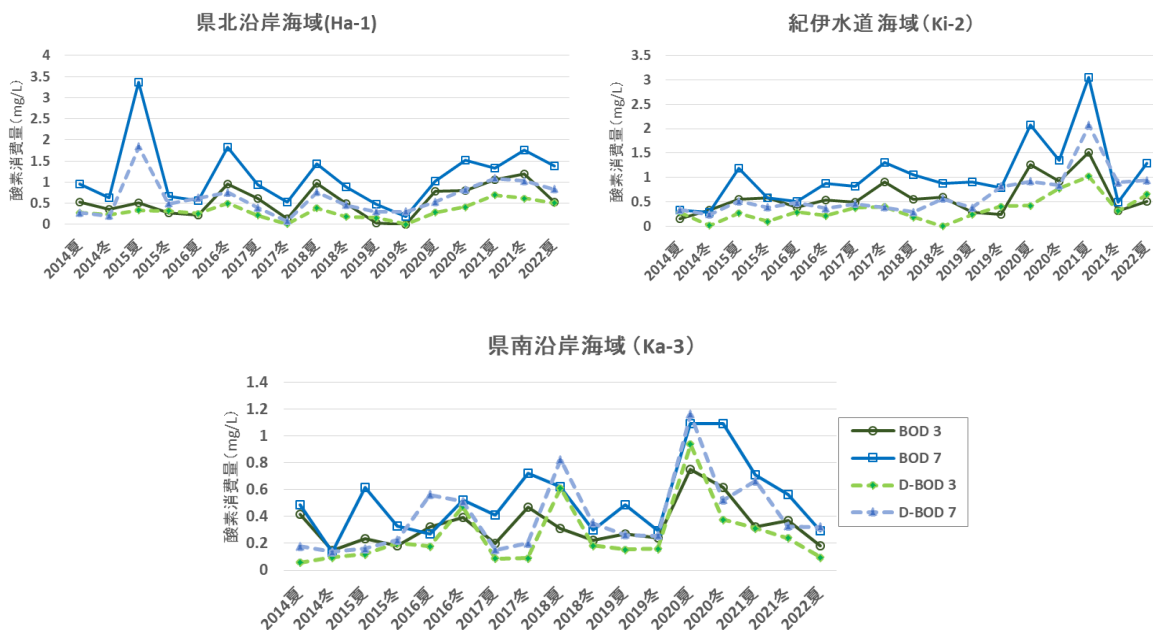 県北沿岸海域(Ha-1)
酸素消費量(mg/L)
4
3.5
3
2.5
2
1.5
1
0.5
0
2014夏
2014冬
2015夏
2015冬
2016夏
2016冬
2017夏
2017冬
2018夏
2018冬
2019夏
2019冬
2020夏
2020冬
2021夏
2021冬
2022夏
紀伊水道海域(Ki-2)
酸素消費量(mg/L)
3.5
3
2.5
2
1.5
1
0.5
0
2014夏
2014冬
2015夏
2015冬
2016夏
2016冬
2017夏
2017冬
2018夏
2018冬
2019夏
2019冬
2020夏
2020冬
2021夏
2021冬
2022夏
県南沿岸海域(Ka-3)
酸素消費量(mg/L)
1.4
1.2
1
0.8
0.6
0.4
0.2
0
2014夏
2014冬
2015夏
2015冬
2016夏
2016冬
2017夏
2017冬
2018夏
2018冬
2019夏
2019冬
2020夏
2020冬
2021夏
2021冬
2022夏
BOD 3
BOD 7
D-BOD 3
D-BOD 7